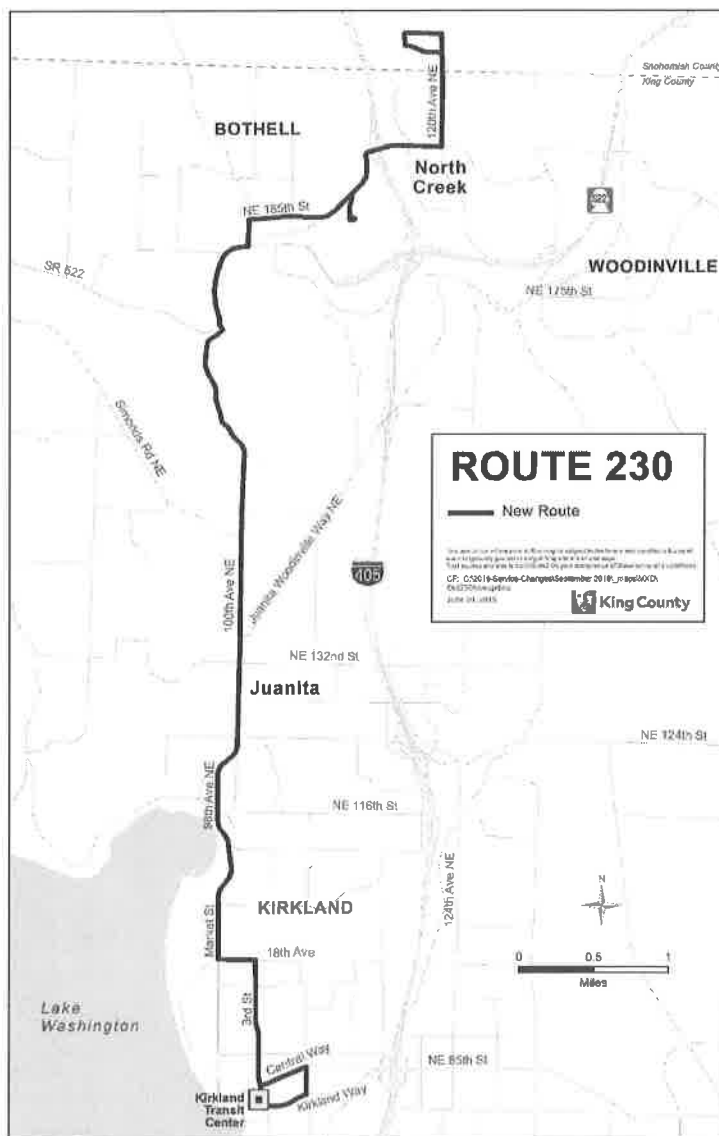 Snohomish County
King County
120th Ave NE
BOTHELL
North
Creek
522
NE 185th St
WOODINVILLE
SR 522
NE 175th St
Simonds Rd NE
ROUTE 230
New Route
King County
Juanita Woodinville Way NE
405
100th Ave NE
NE 132nd St
Juanita
NE 124th St
98th Ave NE
NE 116th St
124th Ave NE
N
Market St
KIRKLAND
18th Ave
0 0.5 1
Miles
3rd St
Lake
Washington
Central Way
NE 85th St
Kirkland Way
Kirkland
Transit
Center